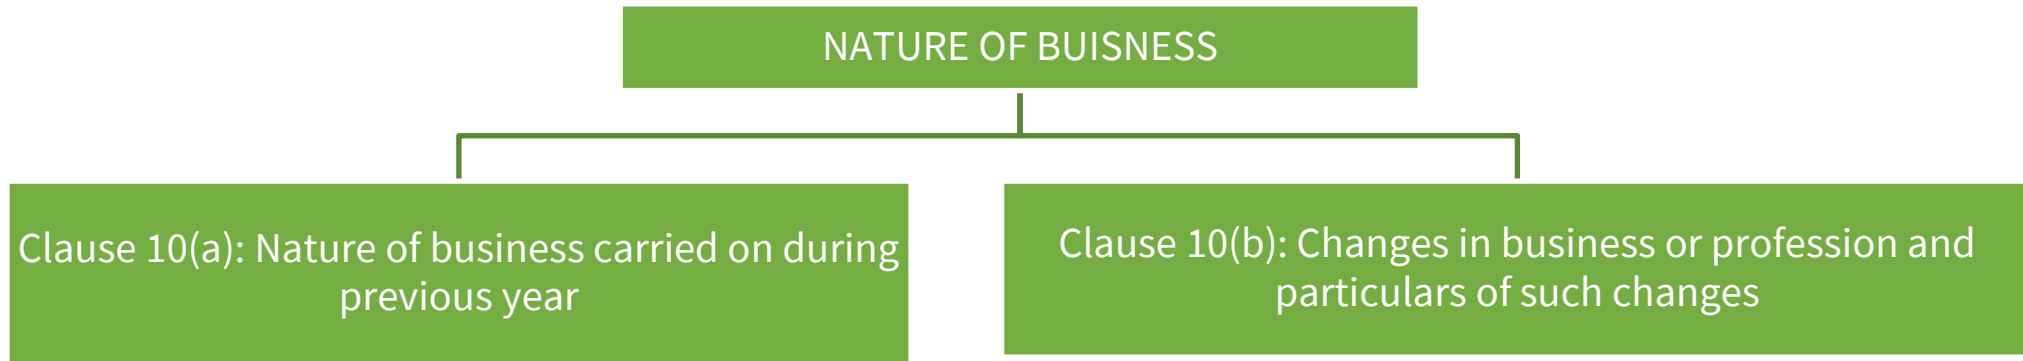 NATURE OF BUISNESS
Clause 10(a): Nature of business carried on during
previous year
Clause 10(b): Changes in business or profession and
particulars of such changes